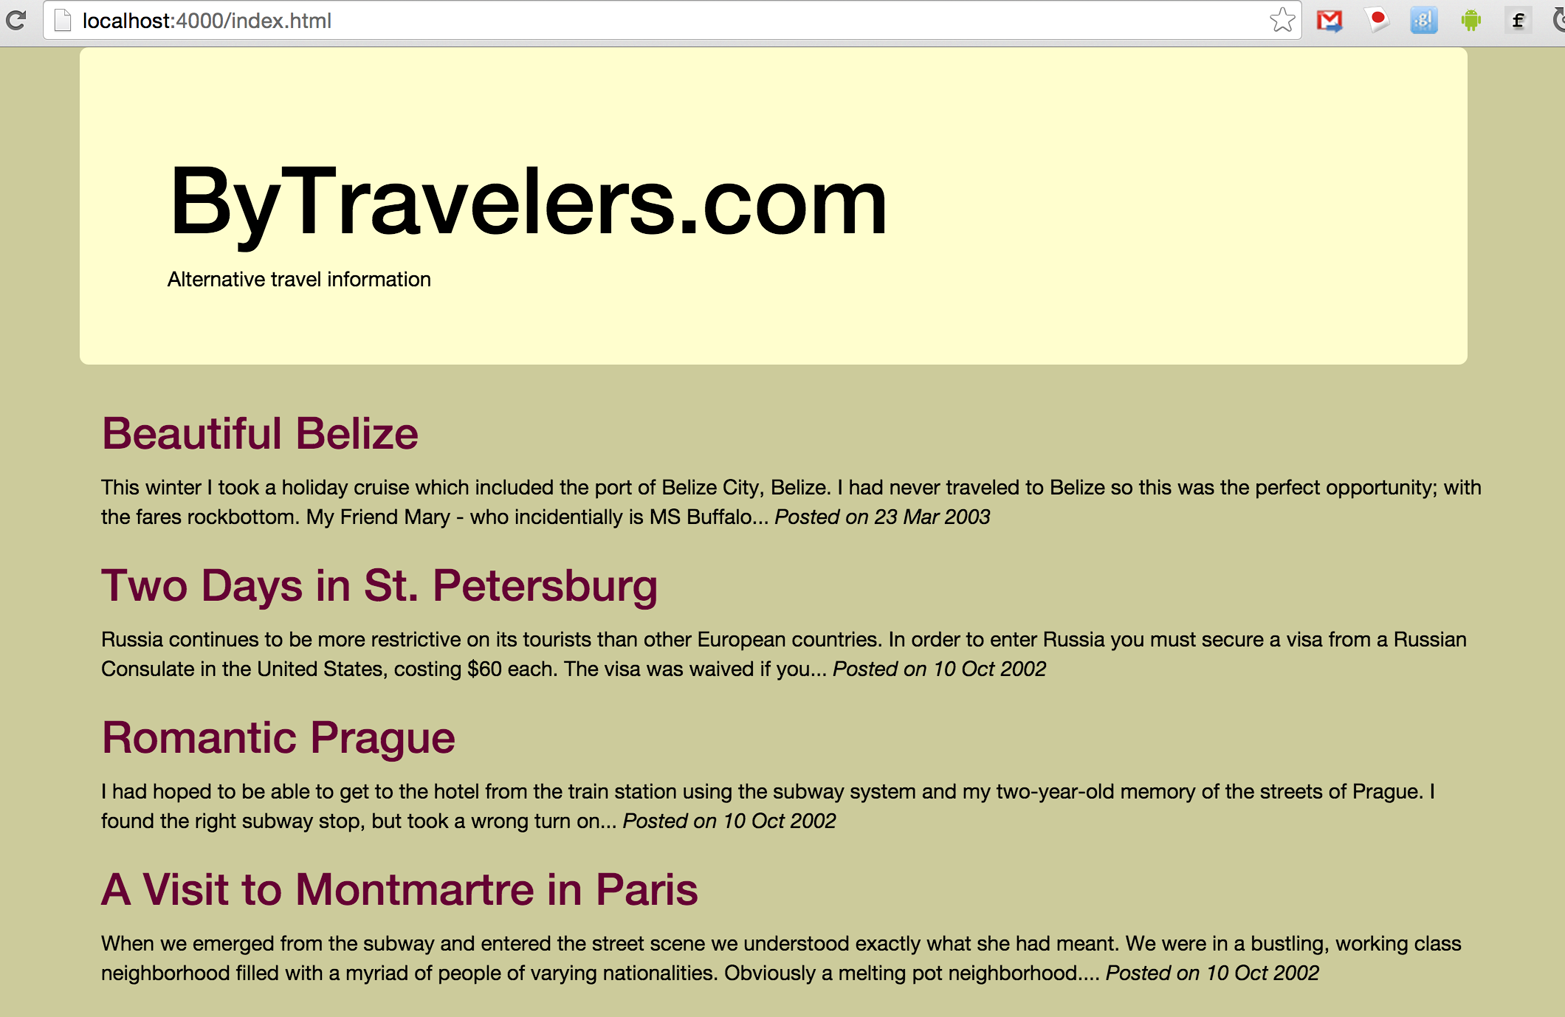 localhost:4000/index.html
.g!
f
ByTravelers.com
Alternative travel information
Beautiful Belize
This winter I took a holiday cruise which included the port of Belize City, Belize. I had never traveled to Belize so this was the perfect opportunity; with
the fares rockbottom. My Friend Mary - who incidentially is MS Buffalo... Posted on 23 Mar 2003
Two Days in St. Petersburg
Russia continues to be more restrictive on its tourists than other European countries. In order to enter Russia you must secure a visa from a Russian
Consulate in the United States, costing $60 each. The visa was waived if you... Posted on 10 Oct 2002
Romantic Prague
I had hoped to be able to get to the hotel from the train station using the subway system and my two-year-old memory of the streets of Prague. I
found the right subway stop, but took a wrong turn on... Posted on 10 Oct 2002
A Visit to Montmartre in Paris
When we emerged from the subway and entered the street scene we understood exactly what she had meant. We were in a bustling, working class
neighborhood filled with a myriad of people of varying nationalities. Obviously a melting pot neighborhood.... Posted on 10 Oct 2002